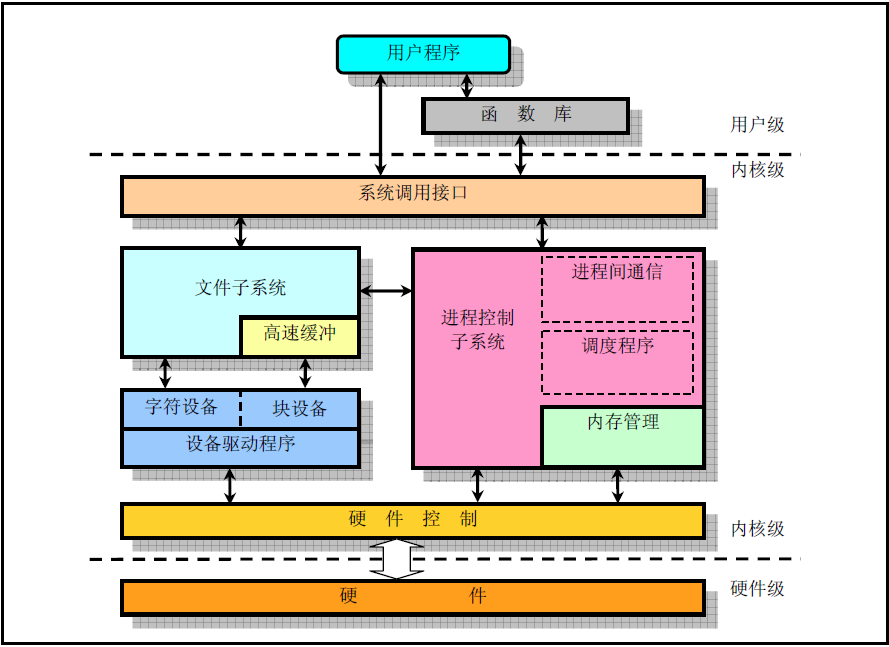 用户程序
函 数 库
用户级
内核级
系统调用接口
文件子系统
高速缓冲
进程控制
子系统
进程间通信
调度程序
内存管理
字符设备
块设备
设备驱动程序
硬 件 控 制
内核级
硬 件
硬件级